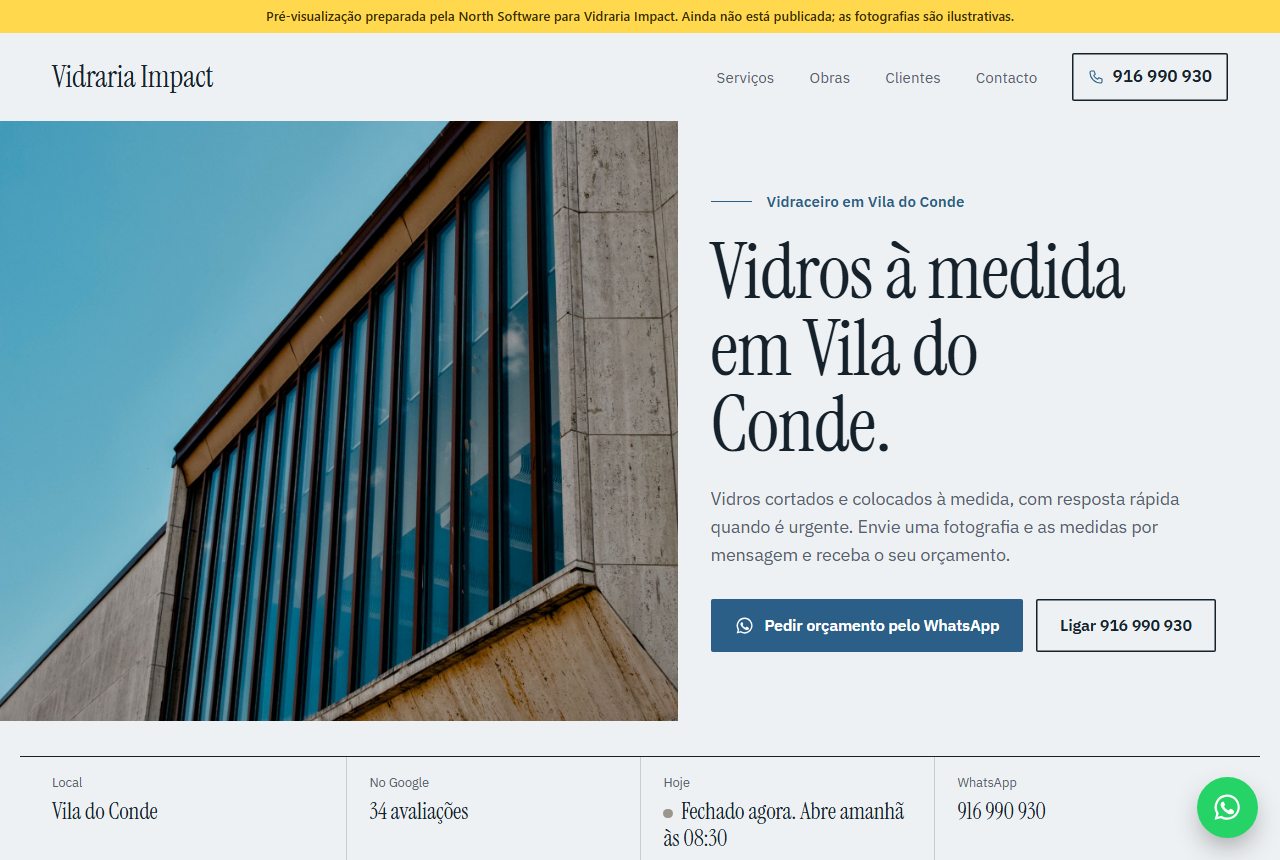 Pré-visualização preparada pela North Software para Vidraria Impact. Ainda não está publicada; as fotografias são ilustrativas.
Vidraria Impact
Serviços
Obras
Clientes
Contacto
916 990 930
Vidraceiro em Vila do Conde
Vidros à medida
em Vila do
Conde.
Vidros cortados e colocados à medida, com resposta rápida
quando é urgente. Envie uma fotografia e as medidas por
mensagem e receba o seu orçamento.
Pedir orçamento pelo WhatsApp
Ligar 916 990 930
Local
Vila do Conde
No Google
34 avaliações
Hoje
Fechado agora. Abre amanhã
às 08:30
WhatsApp
916 990 930